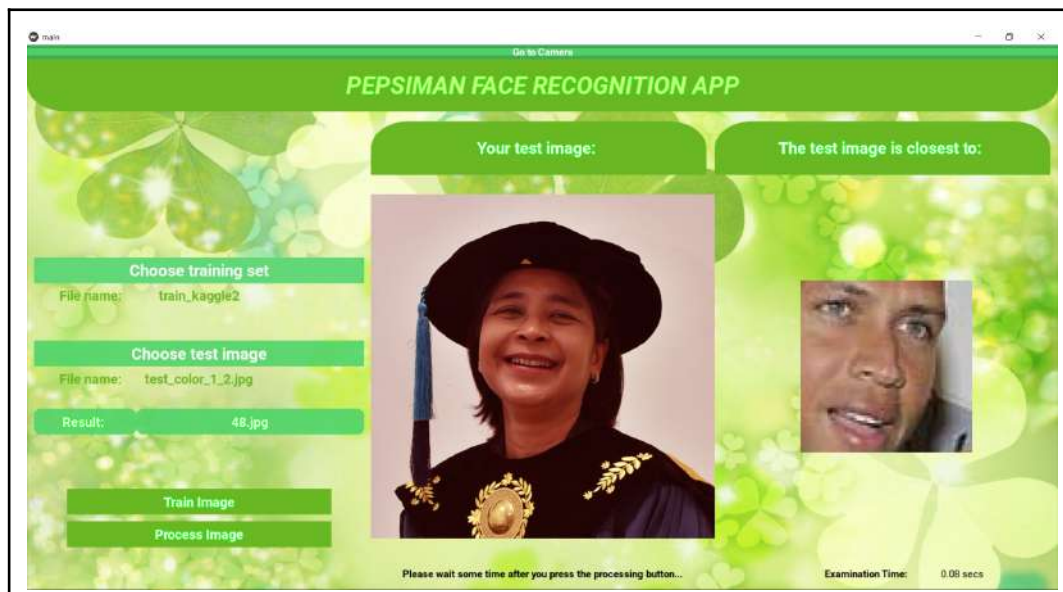 main
Go to Camera
PEPSIMAN FACE RECOGNITION APP
Your test image:
The test image is closest to:
Choose training set
File name: train_kaggle2
Choose test image
File name: test_color_1_2.jpg
Result: 48.jpg
Train Image
Process Image
Please wait some time after you press the processing button...
Examination Time: 0.08 secs